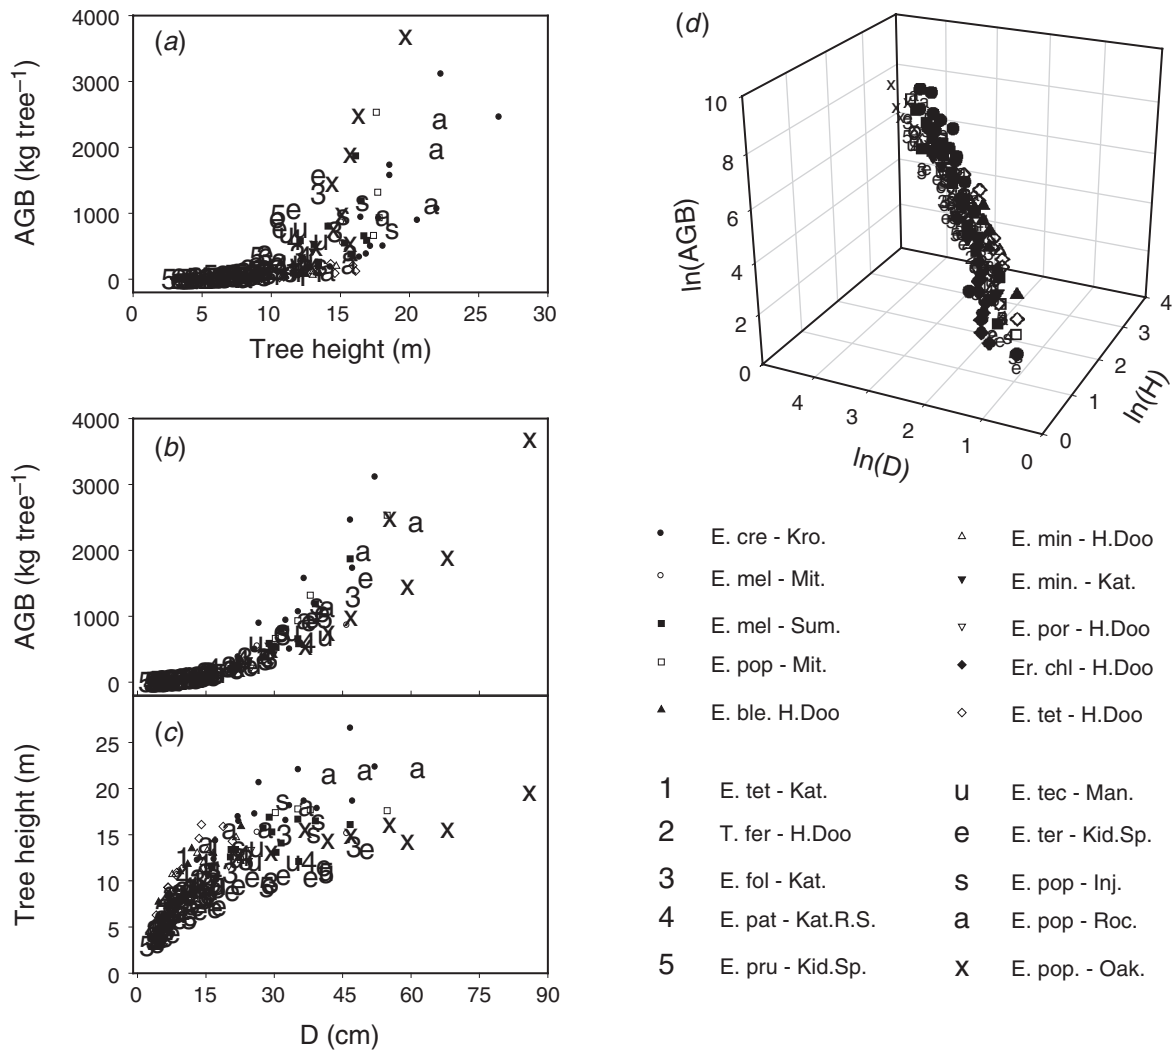 (a)
AGB (kg tree−1)
4000
3000
2000
1000
0
0 5 10 15 20 25 30
Tree height (m)
(b)
AGB (kg tree−1)
4000
3000
2000
1000
0
(c)
Tree height (m)
25
20
15
10
5
0
0 15 30 45 60 75 90
D (cm)
(d)
ln(AGB)
10
8
6
4
2
0
4 3 2 1 0
ln(D)
0 1 2 3 4
ln(H)
E. cre - Kro.
E. mel - Mit.
E. mel - Sum.
E. pop - Mit.
E. ble. H.Doo
E. min - H.Doo
E. min. - Kat.
E. por - H.Doo
Er. chl - H.Doo
E. tet - H.Doo
1 E. tet - Kat.
2 T. fer - H.Doo
3 E. fol - Kat.
4 E. pat - Kat.R.S.
5 E. pru - Kid.Sp.
u E. tec - Man.
e E. ter - Kid.Sp.
s E. pop - Inj.
a E. pop - Roc.
x E. pop. - Oak.